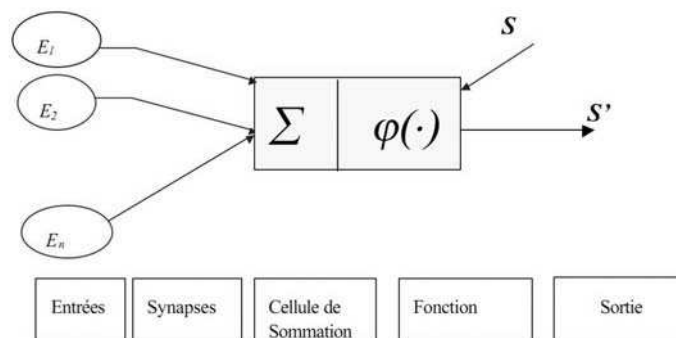 E1
S
E2
Σ
φ(·)
S’
En
Entrées
Synapses
Cellule de
Sommation
Fonction
Sortie